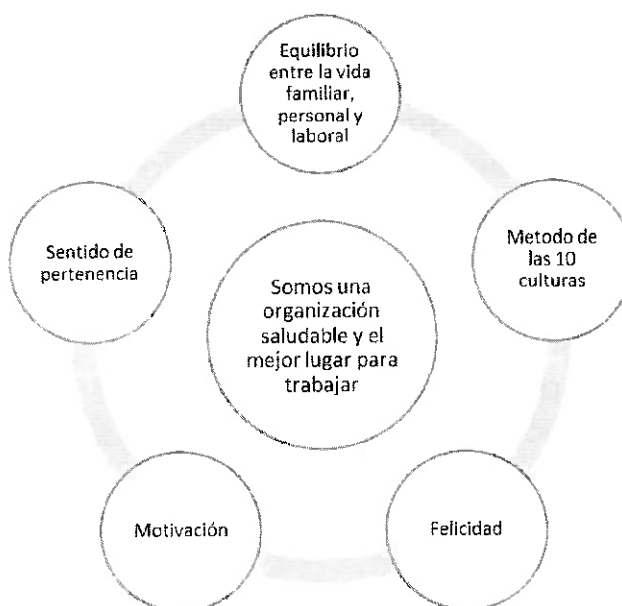 Equilibrio
entre la vida
familiar,
personal y
laboral
Metodo de
las 10
culturas
Felicidad
Motivación
Sentido de
pertenencia
Somos una
organización
saludable y el
mejor lugar para
trabajar